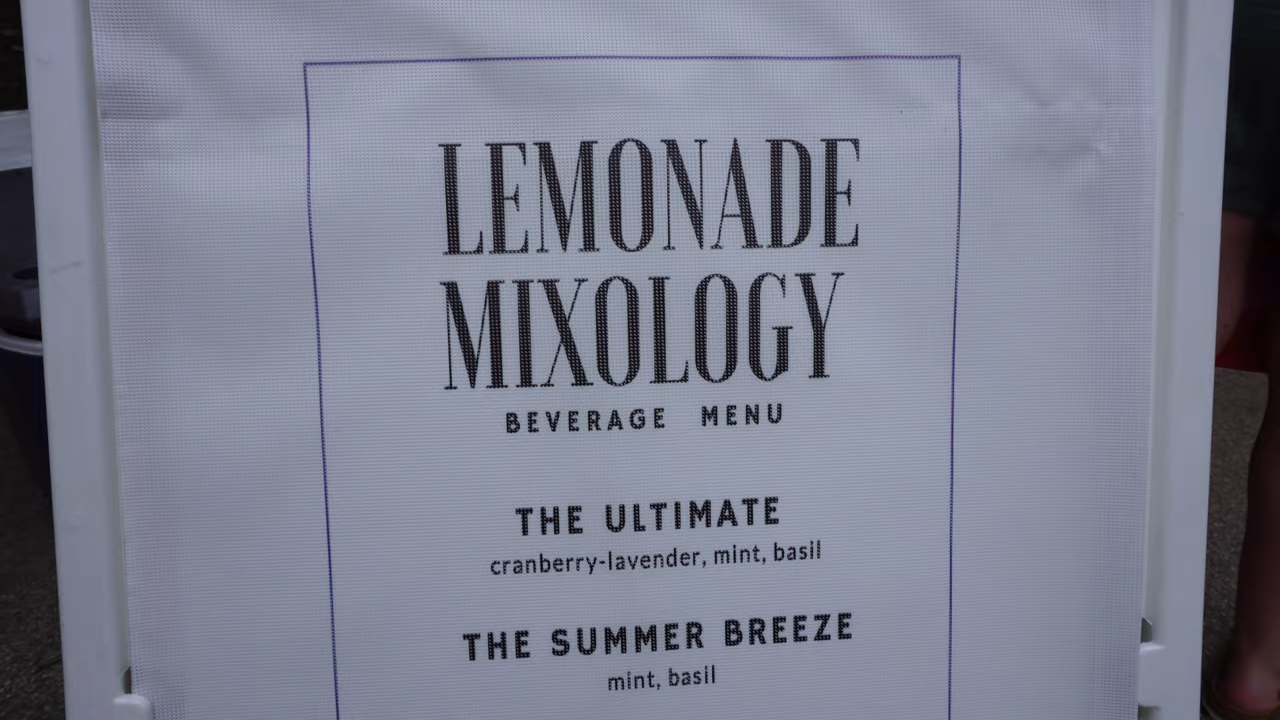 LEMONADE
MIXOLOGY
BEVERAGE MENU
THE ULTIMATE
cranberry-lavender, mint, basil
THE SUMMER BREEZE
mint, basil